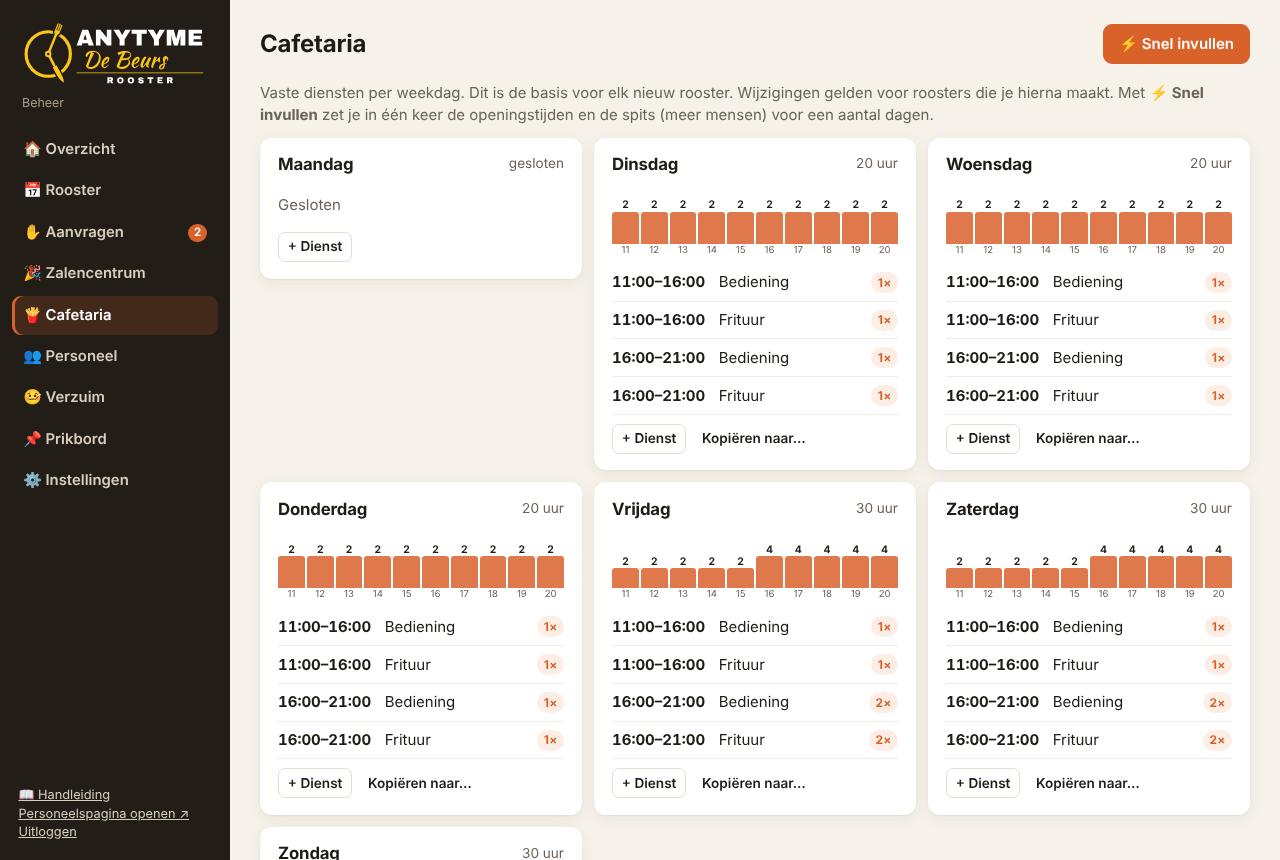 ANYTYME
De Beurs
ROOSTER
Beheer
🏠 Overzicht
📅 Rooster
✋ Aanvragen 2
🎉 Zalencentrum
🍟 Cafetaria
👥 Personeel
🤒 Verzuim
📌 Prikbord
⚙️ Instellingen
📖 Handleiding
Personeelspagina openen ↗
Uitloggen
Cafetaria
⚡ Snel invullen
Vaste diensten per weekdag. Dit is de basis voor elk nieuw rooster. Wijzigingen gelden voor roosters die je hierna maakt. Met ⚡ Snel
invullen zet je in één keer de openingstijden en de spits (meer mensen) voor een aantal dagen.
Maandag gesloten
Gesloten
+ Dienst
Dinsdag 20 uur
2 2 2 2 2 2 2 2 2 2
11 12 13 14 15 16 17 18 19 20
11:00–16:00 Bediening 1×
11:00–16:00 Frituur 1×
16:00–21:00 Bediening 1×
16:00–21:00 Frituur 1×
+ Dienst Kopiëren naar…
Woensdag 20 uur
2 2 2 2 2 2 2 2 2 2
11 12 13 14 15 16 17 18 19 20
11:00–16:00 Bediening 1×
11:00–16:00 Frituur 1×
16:00–21:00 Bediening 1×
16:00–21:00 Frituur 1×
+ Dienst Kopiëren naar…
Donderdag 20 uur
2 2 2 2 2 2 2 2 2 2
11 12 13 14 15 16 17 18 19 20
11:00–16:00 Bediening 1×
11:00–16:00 Frituur 1×
16:00–21:00 Bediening 1×
16:00–21:00 Frituur 1×
+ Dienst Kopiëren naar…
Vrijdag 30 uur
2 2 2 2 2 4 4 4 4 4
11 12 13 14 15 16 17 18 19 20
11:00–16:00 Bediening 1×
11:00–16:00 Frituur 1×
16:00–21:00 Bediening 2×
16:00–21:00 Frituur 2×
+ Dienst Kopiëren naar…
Zaterdag 30 uur
2 2 2 2 2 4 4 4 4 4
11 12 13 14 15 16 17 18 19 20
11:00–16:00 Bediening 1×
11:00–16:00 Frituur 1×
16:00–21:00 Bediening 2×
16:00–21:00 Frituur 2×
+ Dienst Kopiëren naar…
Zondag 30 uur